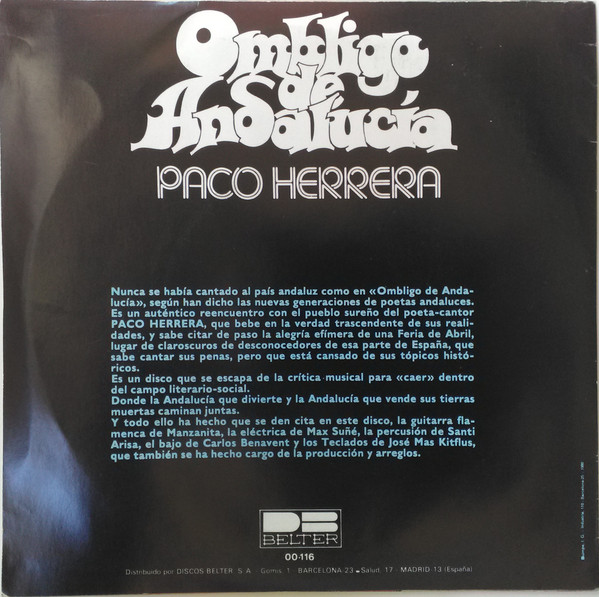 Ombligo
de
Andalucía
PACO HERRERA
Nunca se había cantado al país andaluz como en «Ombligo de Anda-
lucía», según han dicho las nuevas generaciones de poetas andaluces.
Es un auténtico reencuentro con el pueblo sureño del poeta-cantor
PACO HERRERA, que bebe en la verdad trascendente de sus reali-
dades, y sabe citar de paso la alegría efímera de una Feria de Abril,
lugar de claroscuros de desconocedores de esa parte de España, que
sabe cantar sus penas, pero que está cansado de sus tópicos histó-
ricos.
Es un disco que se escapa de la crítica musical para «caer» dentro
del campo literario-social.
Donde la Andalucía que divierte y la Andalucía que vende sus tierras
muertas caminan juntas.
Y todo ello ha hecho que se den cita en este disco, la guitarra fla-
menca de Manzanita, la eléctrica de Max Suñé, la percusión de Santi
Arisa, el bajo de Carlos Benavent y los Teclados de José Mas Kitflus,
que también se ha hecho cargo de la producción y arreglos.
BELTER
00-116
Distribuido por DISCOS BELTER, S.A. - Gomis, 1 - BARCELONA 23 - Salud, 17 - MADRID-13 (España)